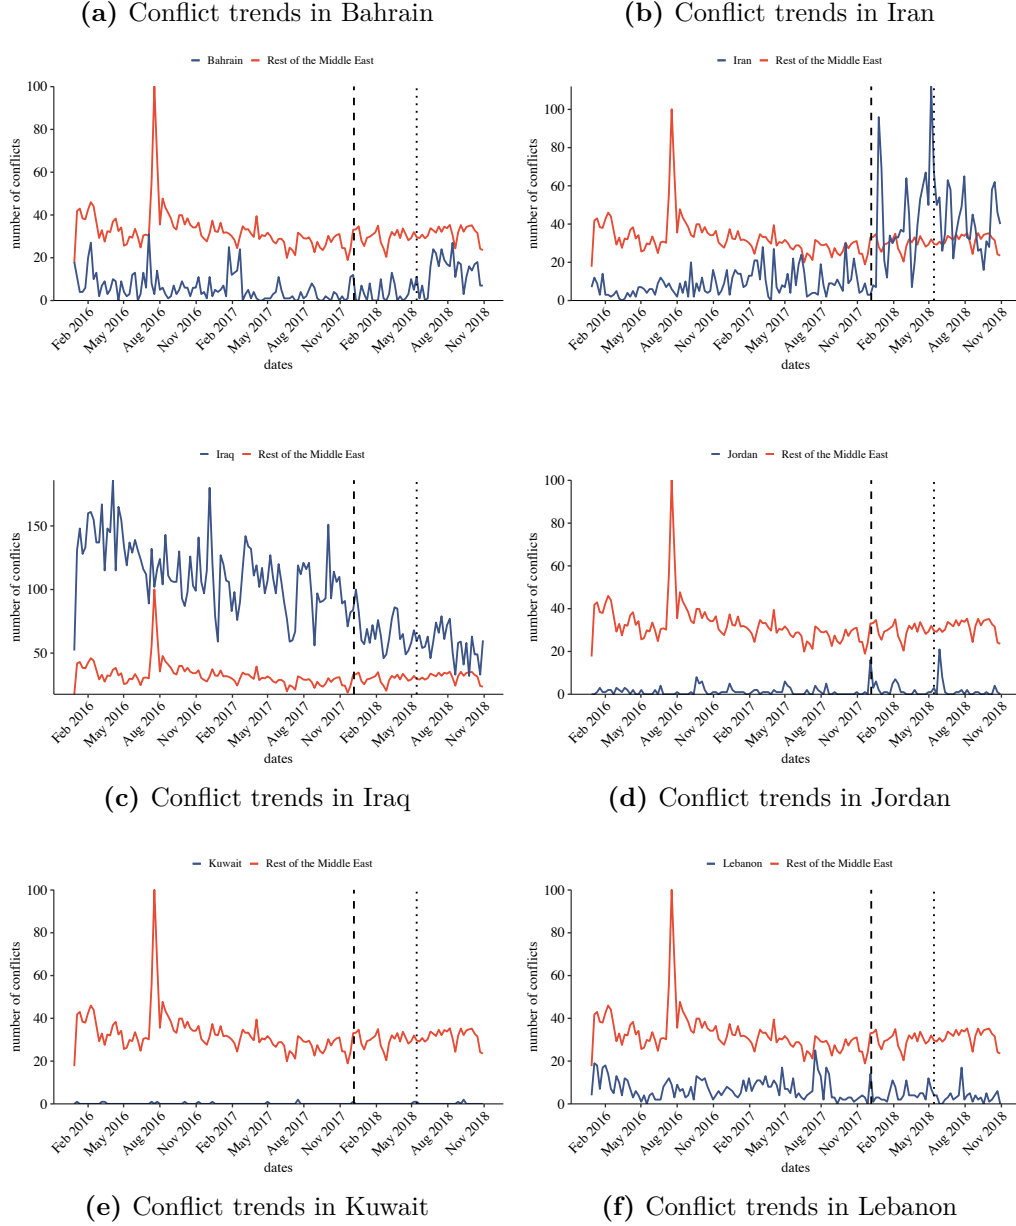 (a) Conflict trends in Bahrain
(b) Conflict trends in Iran
Bahrain Rest of the Middle East
number of conflicts
100
80
60
40
20
0
Feb 2016
May 2016
Aug 2016
Nov 2016
Feb 2017
May 2017
Aug 2017
Nov 2017
Feb 2018
May 2018
Aug 2018
Nov 2018
dates
Iran Rest of the Middle East
number of conflicts
100
80
60
40
20
0
Feb 2016
May 2016
Aug 2016
Nov 2016
Feb 2017
May 2017
Aug 2017
Nov 2017
Feb 2018
May 2018
Aug 2018
Nov 2018
dates
Iraq Rest of the Middle East
number of conflicts
150
100
50
Feb 2016
May 2016
Aug 2016
Nov 2016
Feb 2017
May 2017
Aug 2017
Nov 2017
Feb 2018
May 2018
Aug 2018
Nov 2018
dates
Jordan Rest of the Middle East
number of conflicts
100
80
60
40
20
0
Feb 2016
May 2016
Aug 2016
Nov 2016
Feb 2017
May 2017
Aug 2017
Nov 2017
Feb 2018
May 2018
Aug 2018
Nov 2018
dates
(c) Conflict trends in Iraq
(d) Conflict trends in Jordan
Kuwait Rest of the Middle East
number of conflicts
100
80
60
40
20
0
Feb 2016
May 2016
Aug 2016
Nov 2016
Feb 2017
May 2017
Aug 2017
Nov 2017
Feb 2018
May 2018
Aug 2018
Nov 2018
dates
Lebanon Rest of the Middle East
number of conflicts
100
80
60
40
20
0
Feb 2016
May 2016
Aug 2016
Nov 2016
Feb 2017
May 2017
Aug 2017
Nov 2017
Feb 2018
May 2018
Aug 2018
Nov 2018
dates
(e) Conflict trends in Kuwait
(f) Conflict trends in Lebanon